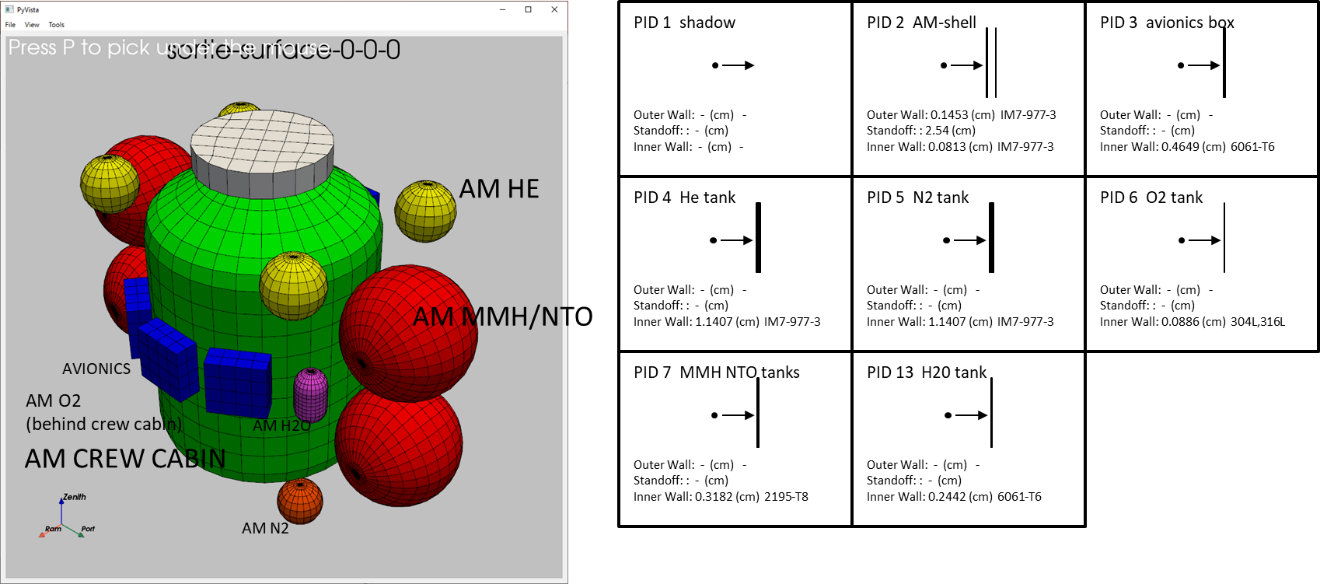 PyVista
File View Tools
Press P to pick under the mouse
sortie-surface-0-0-0
AM HE
AM MMH/NTO
AVIONICS
AM O2
(behind crew cabin)
AM H2O
AM CREW CABIN
AM N2
Zenith
Ram
Port
PID 1 shadow
Outer Wall: - (cm) -
Standoff: : - (cm)
Inner Wall: - (cm) -
PID 2 AM-shell
Outer Wall: 0.1453 (cm) IM7-977-3
Standoff: : 2.54 (cm)
Inner Wall: 0.0813 (cm) IM7-977-3
PID 3 avionics box
Outer Wall: - (cm) -
Standoff: : - (cm)
Inner Wall: 0.4649 (cm) 6061-T6
PID 4 He tank
Outer Wall: - (cm) -
Standoff: : - (cm)
Inner Wall: 1.1407 (cm) IM7-977-3
PID 5 N2 tank
Outer Wall: - (cm) -
Standoff: : - (cm)
Inner Wall: 1.1407 (cm) IM7-977-3
PID 6 O2 tank
Outer Wall: - (cm) -
Standoff: : - (cm)
Inner Wall: 0.0886 (cm) 304L,316L
PID 7 MMH NTO tanks
Outer Wall: - (cm) -
Standoff: : - (cm)
Inner Wall: 0.3182 (cm) 2195-T8
PID 13 H20 tank
Outer Wall: - (cm) -
Standoff: : - (cm)
Inner Wall: 0.2442 (cm) 6061-T6